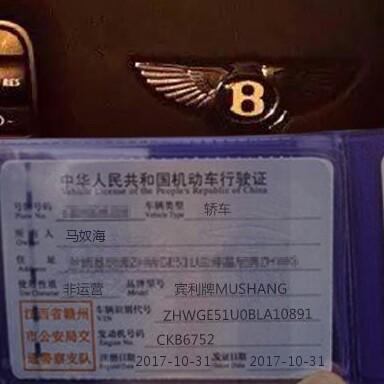 RES
B
中华人民共和国机动车行驶证
Vehicle License of the People's Republic of China
号牌号码 车辆类型 轿车
Plate No. Vehicle Type
所有人 马奴海
Owner
住址
Address
使用性质 非运营 品牌型号 宾利牌MUSHANG
Use Character Model
江西省赣州 车辆识别代号 ZHWGE51U0BLA10891
VIN
市公安局交 发动机号码 CKB6752
Engine No.
通警察支队 注册日期 2017-10-31 发证日期 2017-10-31